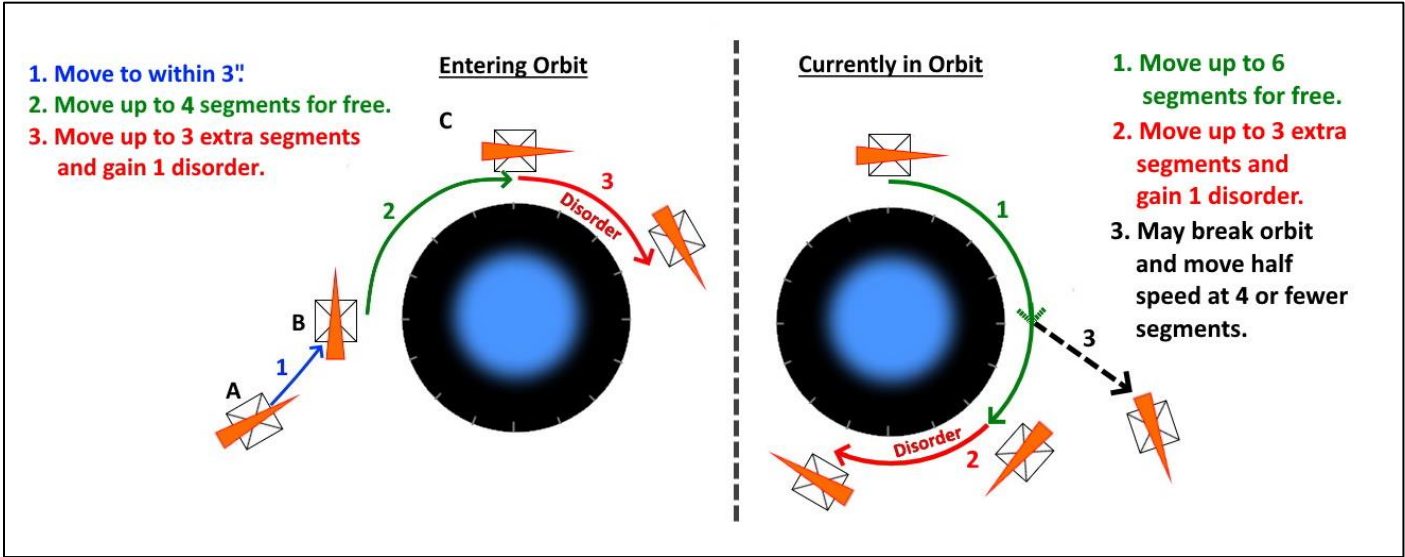 1. Move to within 3".
2. Move up to 4 segments for free.
3. Move up to 3 extra segments
and gain 1 disorder.
Entering Orbit
C
2
3
Disorder
B
1
A
Currently in Orbit
1
3
Disorder
2
1. Move up to 6
segments for free.
2. Move up to 3 extra
segments and
gain 1 disorder.
3. May break orbit
and move half
speed at 4 or fewer
segments.